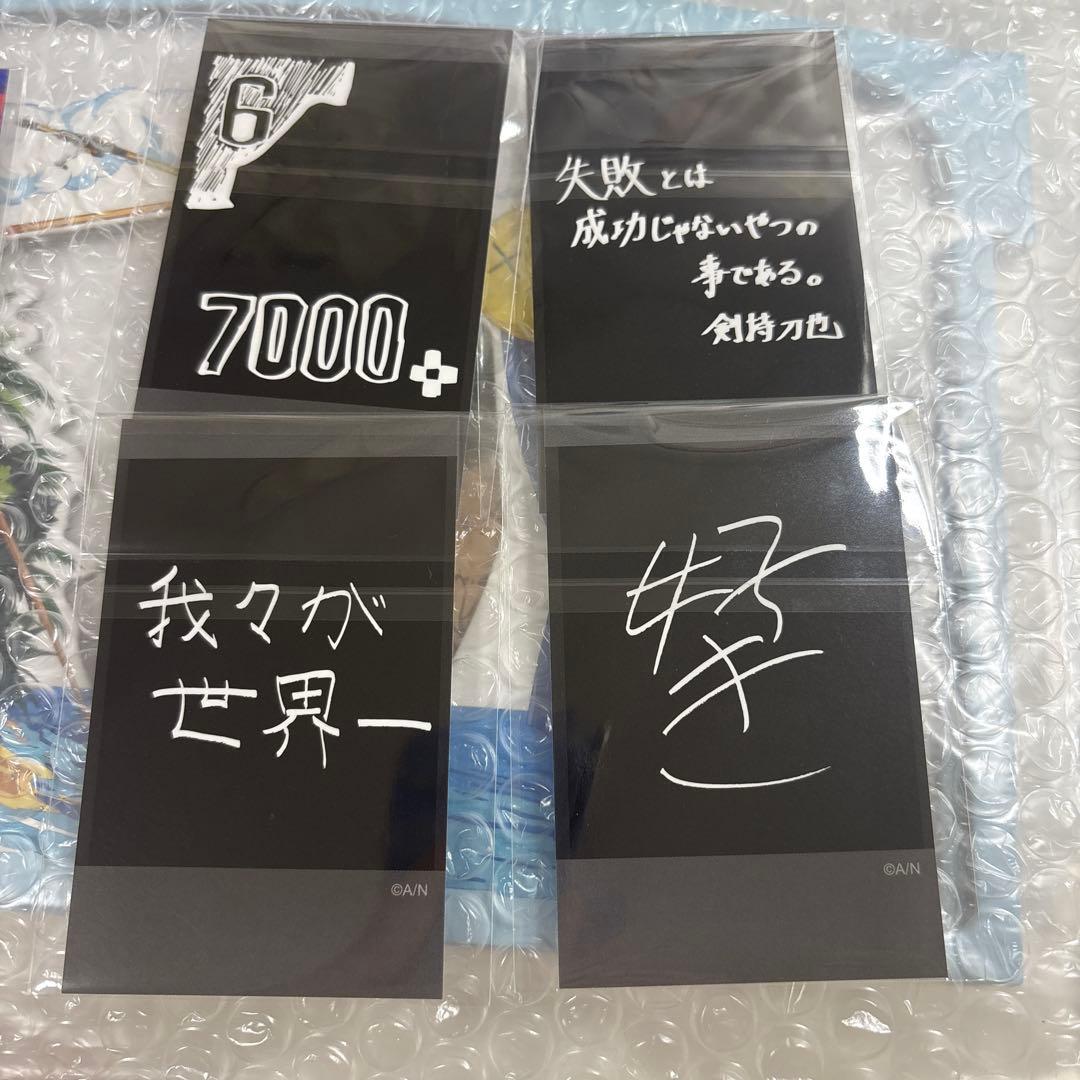 6
7000+
失敗とは
成功じゃないやつの
事である。
剣持刀也
我々が
世界一
©A/N
©A/N